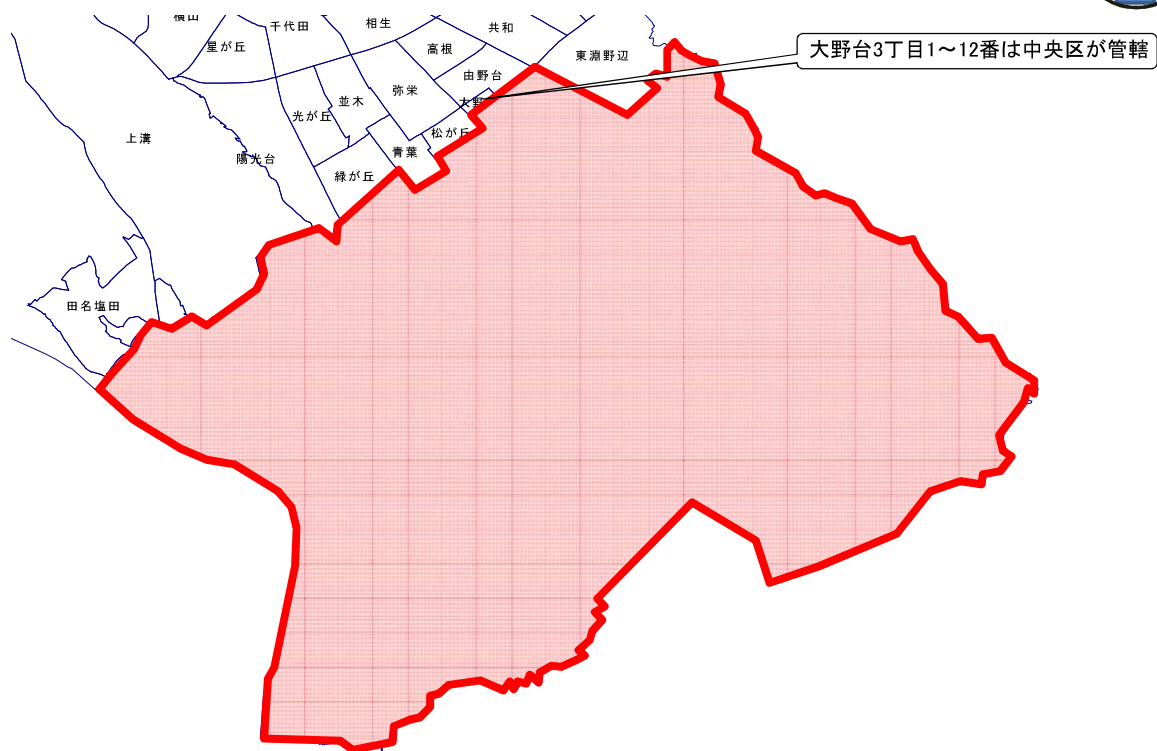 横田
千代田
相生
共和
星が丘
高根
東淵野辺
大野台3丁目1～12番は中央区が管轄
由野台
弥栄
並木
大野
光が丘
上溝
松が丘
陽光台
青葉
緑が丘
田名塩田